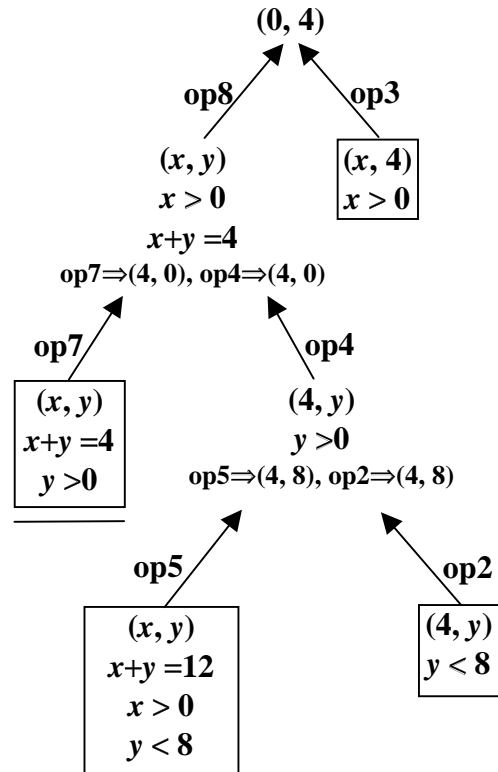 (0, 4)
op8
op3
(x, y)
x > 0
x+y =4
op7⇒(4, 0), op4⇒(4, 0)
(x, 4)
x > 0
op7
op4
(x, y)
x+y =4
y >0
(4, y)
y >0
op5⇒(4, 8), op2⇒(4, 8)
op5
op2
(x, y)
x+y =12
x > 0
y < 8
(4, y)
y < 8